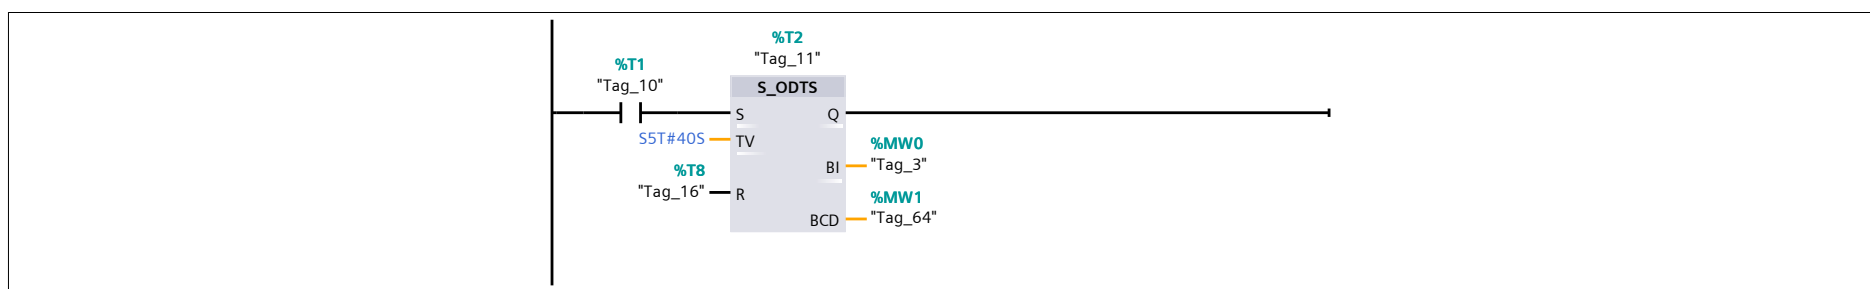 %T2
"Tag_11"
%T1
"Tag_10"
S_ODTS
S
Q
S5T#40S
TV
%MW0
BI
"Tag_3"
%T8
"Tag_16"
R
%MW1
BCD
"Tag_64"